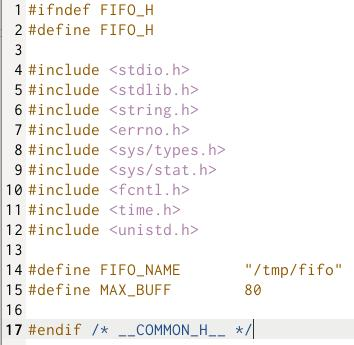 1 #ifndef FIFO_H
2 #define FIFO_H
3
4 #include <stdio.h>
5 #include <stdlib.h>
6 #include <string.h>
7 #include <errno.h>
8 #include <sys/types.h>
9 #include <sys/stat.h>
10 #include <fcntl.h>
11 #include <time.h>
12 #include <unistd.h>
13
14 #define FIFO_NAME       "/tmp/fifo"
15 #define MAX_BUFF        80
16
17 #endif /* __COMMON_H__ */